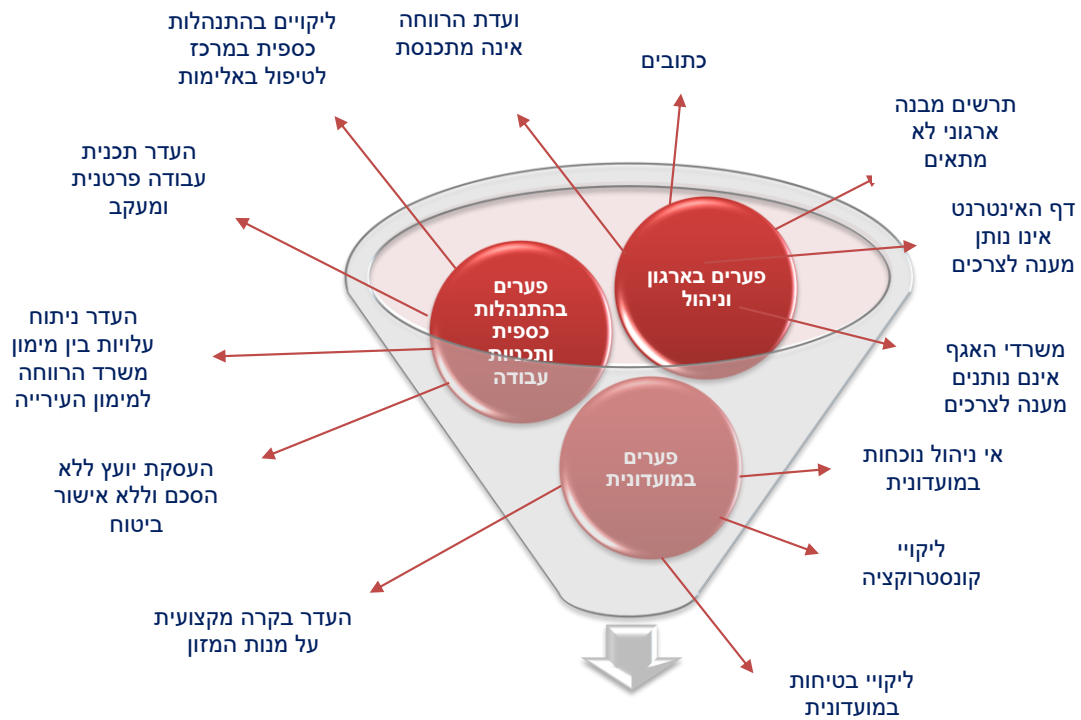 ליקויים בהתנהלות
כספית במרכז
לטיפול באלימות
ועדת הרווחה
אינה מתכנסת
כתובים
תרשים מבנה
ארגוני לא
מתאים
העדר תכנית
עבודה פרטנית
ומעקב
דף האינטרנט
אינו נותן
מענה לצרכים
פערים בארגון
וניהול
פערים
בהתנהלות
כספית
ותכניות
עבודה
העדר ניתוח
עלויות בין מימון
משרד הרווחה
למימון העירייה
משרדי האגף
אינם נותנים
מענה לצרכים
פערים
במועדונית
אי ניהול נוכחות
במועדונית
העסקת יועץ ללא
הסכם וללא אישור
ביטוח
ליקויי
קונסטרוקציה
העדר בקרה מקצועית
על מנות המזון
ליקויי בטיחות
במועדונית